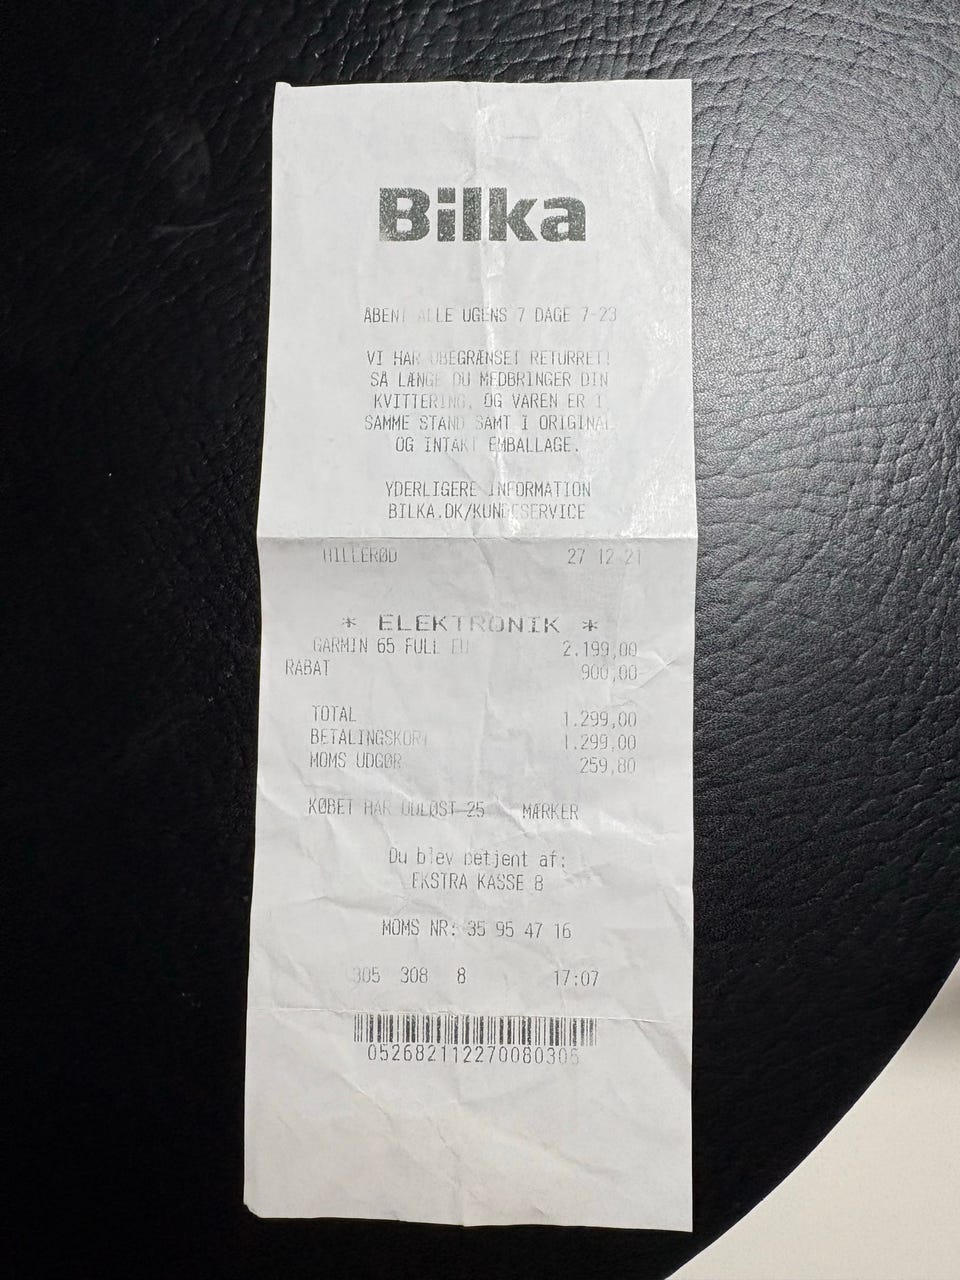 Bilka
ÅBENT ALLE UGENS 7 DAGE 7-23
VI HAR UBEGRÆNSET RETURRET!
SÅ LÆNGE DU MEDBRINGER DIN
KVITTERING, OG VAREN ER I
SAMME STAND SAMT I ORIGINAL
OG INTAKT EMBALLAGE.
YDERLIGERE INFORMATION
BILKA.DK/KUNDESERVICE
HILLERØD 27 12 21
* ELEKTRONIK *
GARMIN 65 FULL EU 2.199,00
RABAT 900,00-
TOTAL 1.299,00
BETALINGSKORT 1.299,00
MOMS UDGØR 259,80
KØBET HAR UDLØST 25 MÆRKER
Du blev betjent af:
EKSTRA KASSE 8
MOMS NR: 35 95 47 16
305 308 8 17:07
052682112270080305